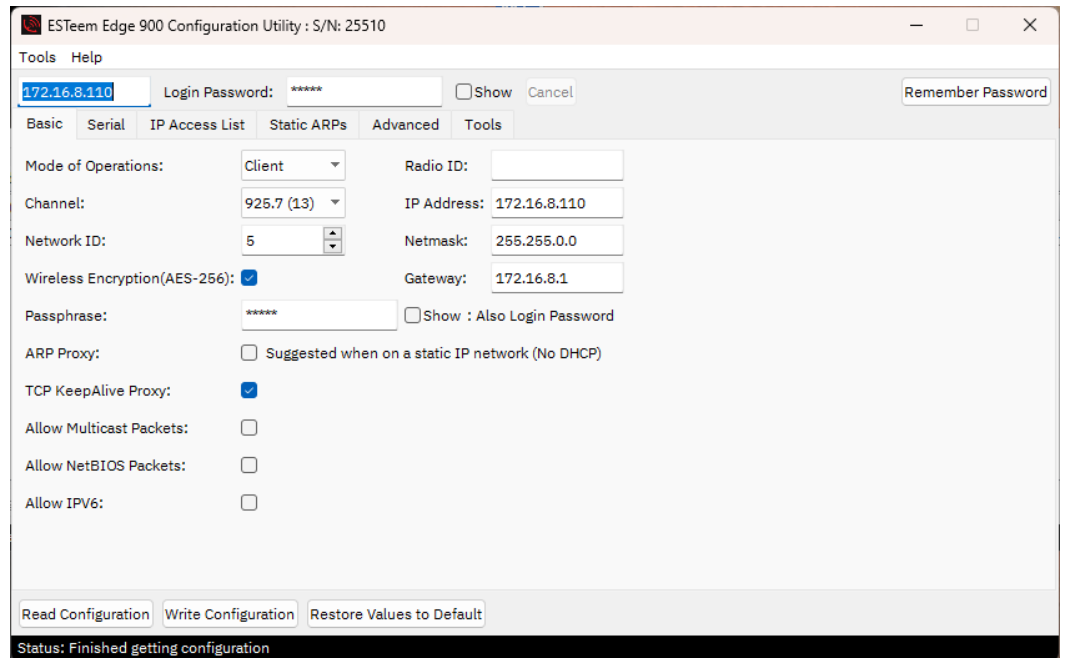 ESTeem Edge 900 Configuration Utility : S/N: 25510
Tools Help
172.16.8.110 Login Password: ***** Show Cancel Remember Password
Basic Serial IP Access List Static ARPs Advanced Tools
Mode of Operations: Client Radio ID:
Channel: 925.7 (13) IP Address: 172.16.8.110
Network ID: 5 Netmask: 255.255.0.0
Wireless Encryption(AES-256): Gateway: 172.16.8.1
Passphrase: ***** Show : Also Login Password
ARP Proxy: Suggested when on a static IP network (No DHCP)
TCP KeepAlive Proxy:
Allow Multicast Packets:
Allow NetBIOS Packets:
Allow IPV6:
Read Configuration Write Configuration Restore Values to Default
Status: Finished getting configuration